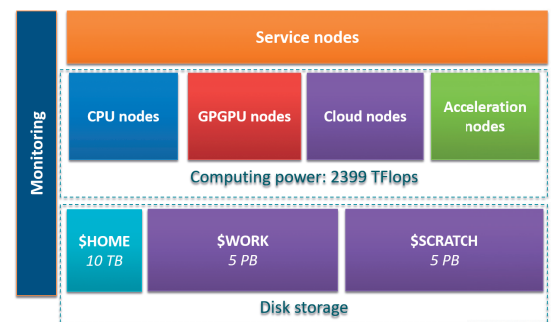 Monitoring
Service nodes
CPU nodes
GPGPU nodes
Cloud nodes
Acceleration
nodes
Computing power: 2399 TFlops
$HOME
10 TB
$WORK
5 PB
$SCRATCH
5 PB
Disk storage